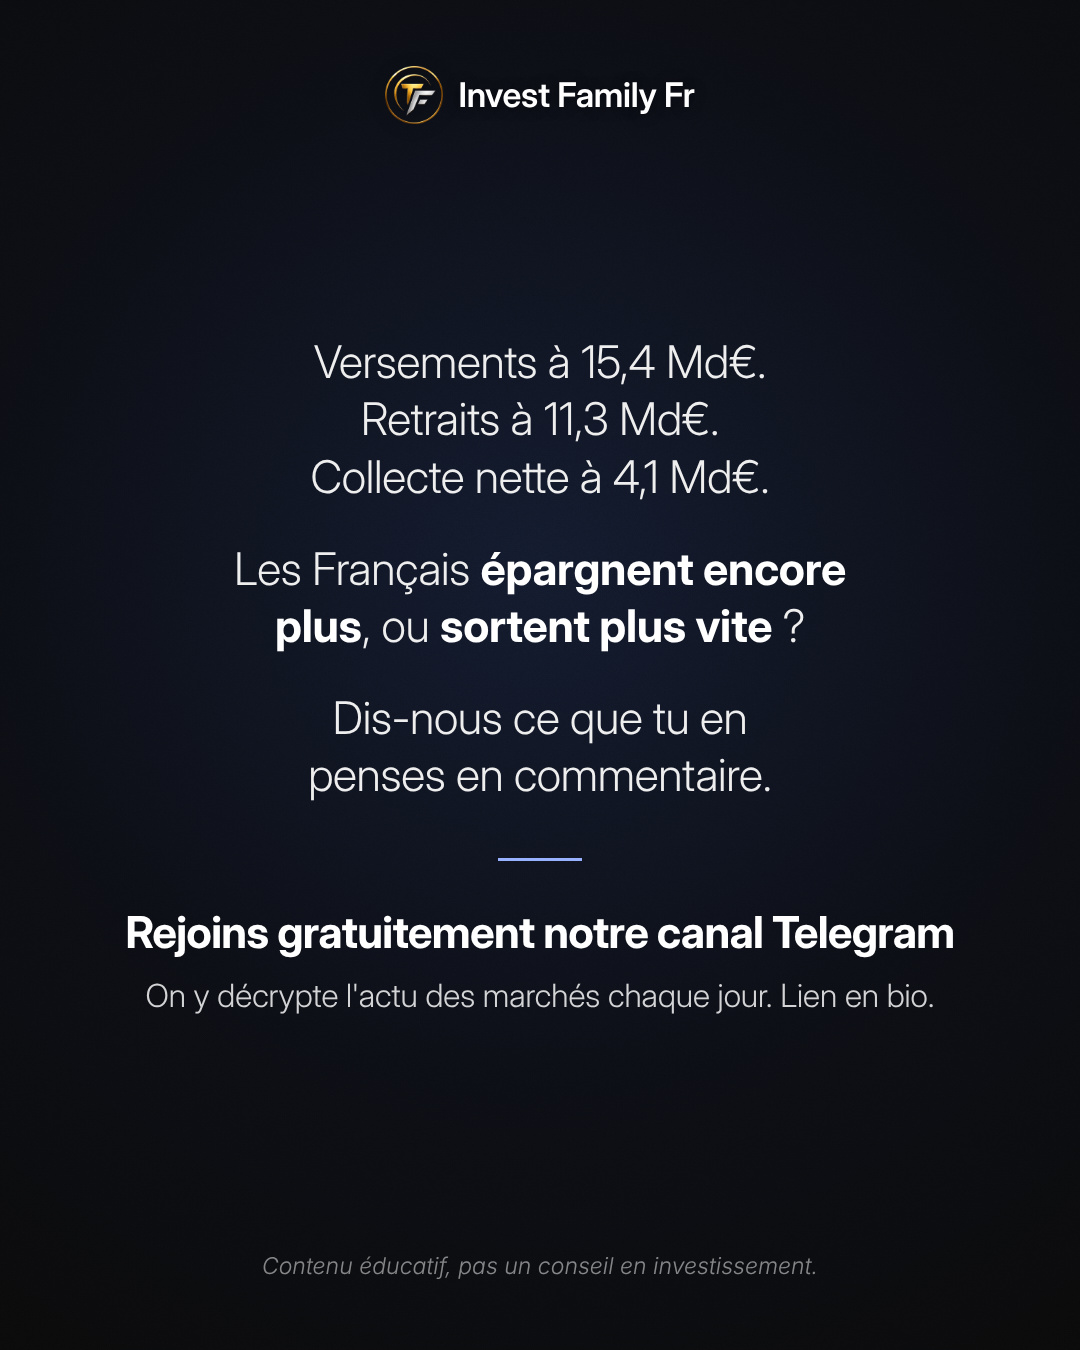 TF Invest Family Fr
Versements à 15,4 Md€.
Retraits à 11,3 Md€.
Collecte nette à 4,1 Md€.
Les Français épargnent encore
plus, ou sortent plus vite ?
Dis-nous ce que tu en
penses en commentaire.
Rejoins gratuitement notre canal Telegram
On y décrypte l'actu des marchés chaque jour. Lien en bio.
Contenu éducatif, pas un conseil en investissement.